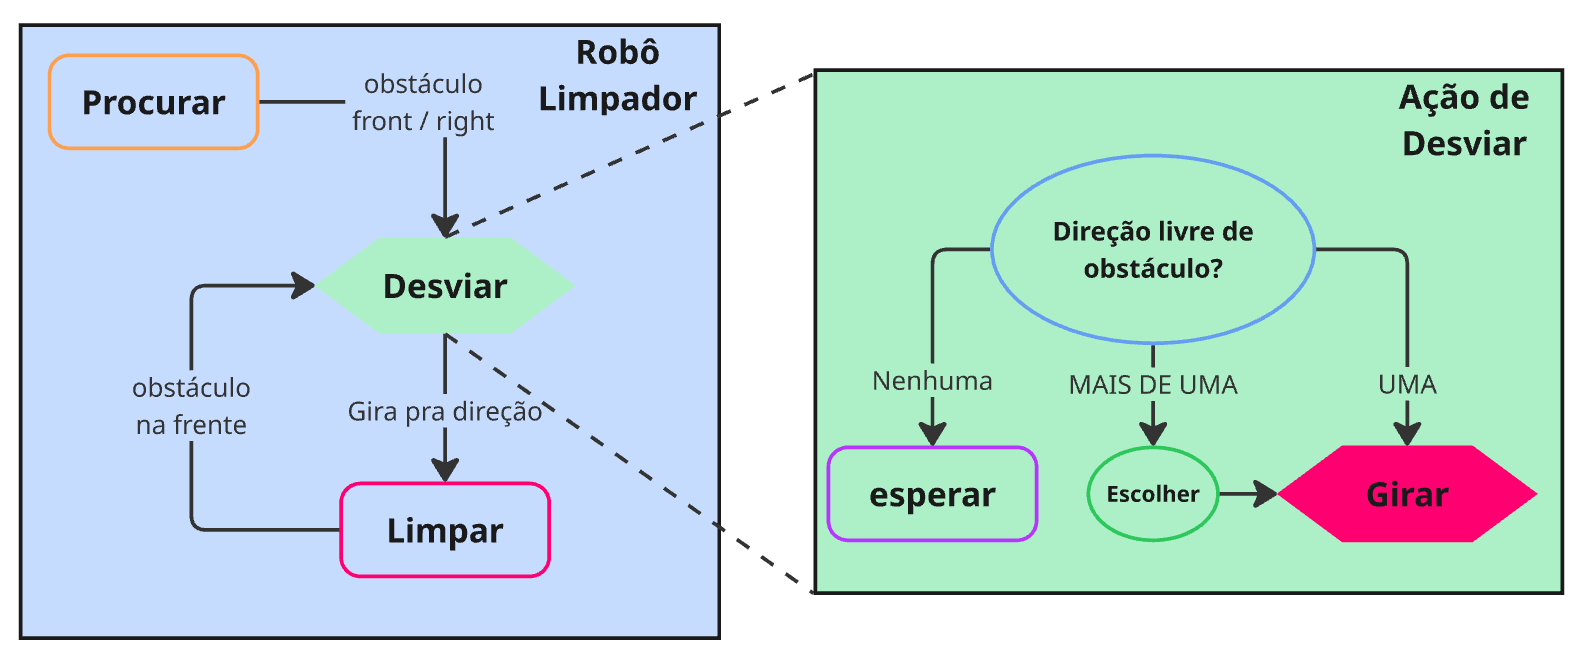 Robô
Limpador
Procurar
obstáculo
front / right
Desviar
obstáculo
na frente
Gira pra direção
Limpar
Ação de
Desviar
Direção livre de
obstáculo?
Nenhuma
MAIS DE UMA
UMA
esperar
Escolher
Girar